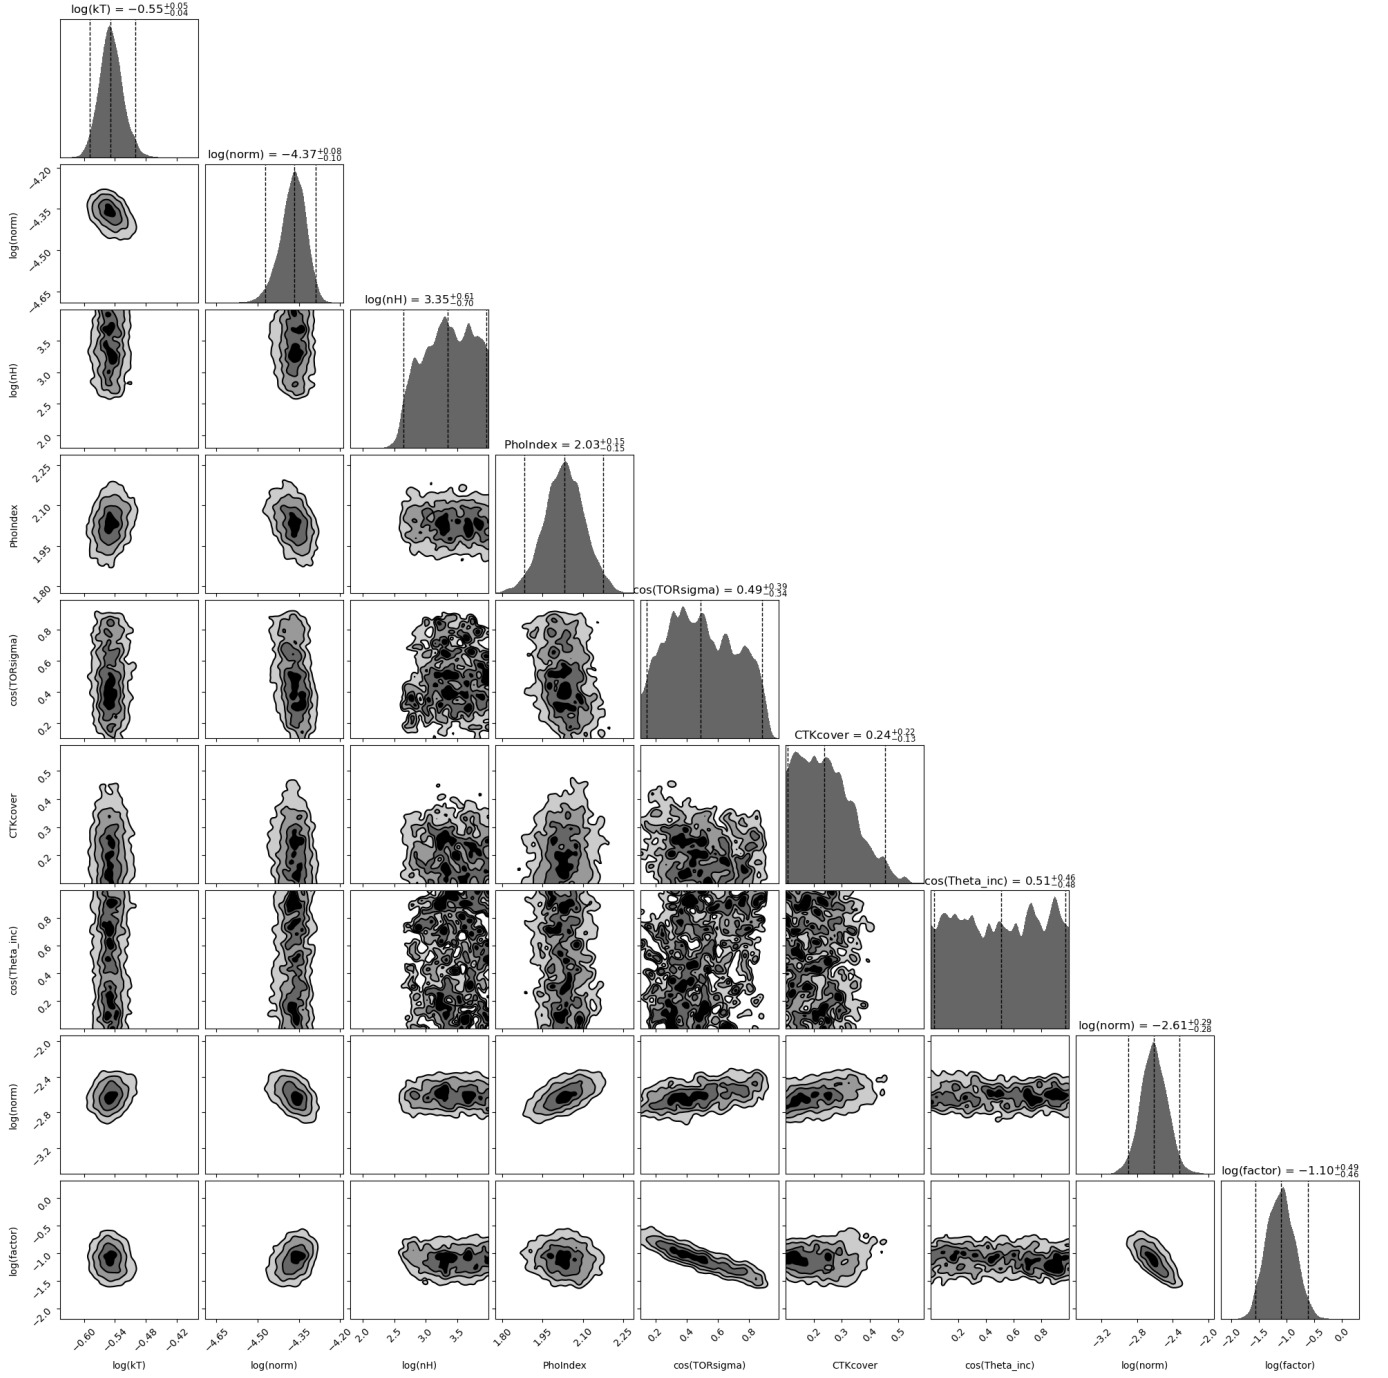 log(kT) = −0.55+0.05 −0.04
log(norm) = −4.37+0.08 −0.10
−4.20
−4.35
−4.50
−4.65
log(norm)
log(nH) = 3.35+0.61 −0.70
3.5
3.0
2.5
2.0
log(nH)
PhoIndex = 2.03+0.15 −0.15
2.25
2.10
1.95
1.80
PhoIndex
cos(TORsigma) = 0.49+0.39 −0.34
0.8
0.6
0.4
0.2
cos(TORsigma)
CTKcover = 0.24+0.22 −0.13
0.5
0.4
0.3
0.2
CTKcover
cos(Theta_inc) = 0.51+0.46 −0.48
0.8
0.6
0.4
0.2
cos(Theta_inc)
log(norm) = −2.61+0.29 −0.28
−2.0
−2.4
−2.8
−3.2
log(norm)
log(factor) = −1.10+0.49 −0.46
0.0
−0.5
−1.0
−1.5
−2.0
log(factor)
−0.60 −0.54 −0.48 −0.42 −4.65 −4.50 −4.35 −4.20 2.0 2.5 3.0 3.5 1.80 1.95 2.10 2.25 0.2 0.4 0.6 0.8 0.2 0.3 0.4 0.5 0.2 0.4 0.6 0.8 −3.2 −2.8 −2.4 −2.0 −2.0 −1.5 −1.0 −0.5 0.0
log(kT) log(norm) log(nH) PhoIndex cos(TORsigma) CTKcover cos(Theta_inc) log(norm) log(factor)